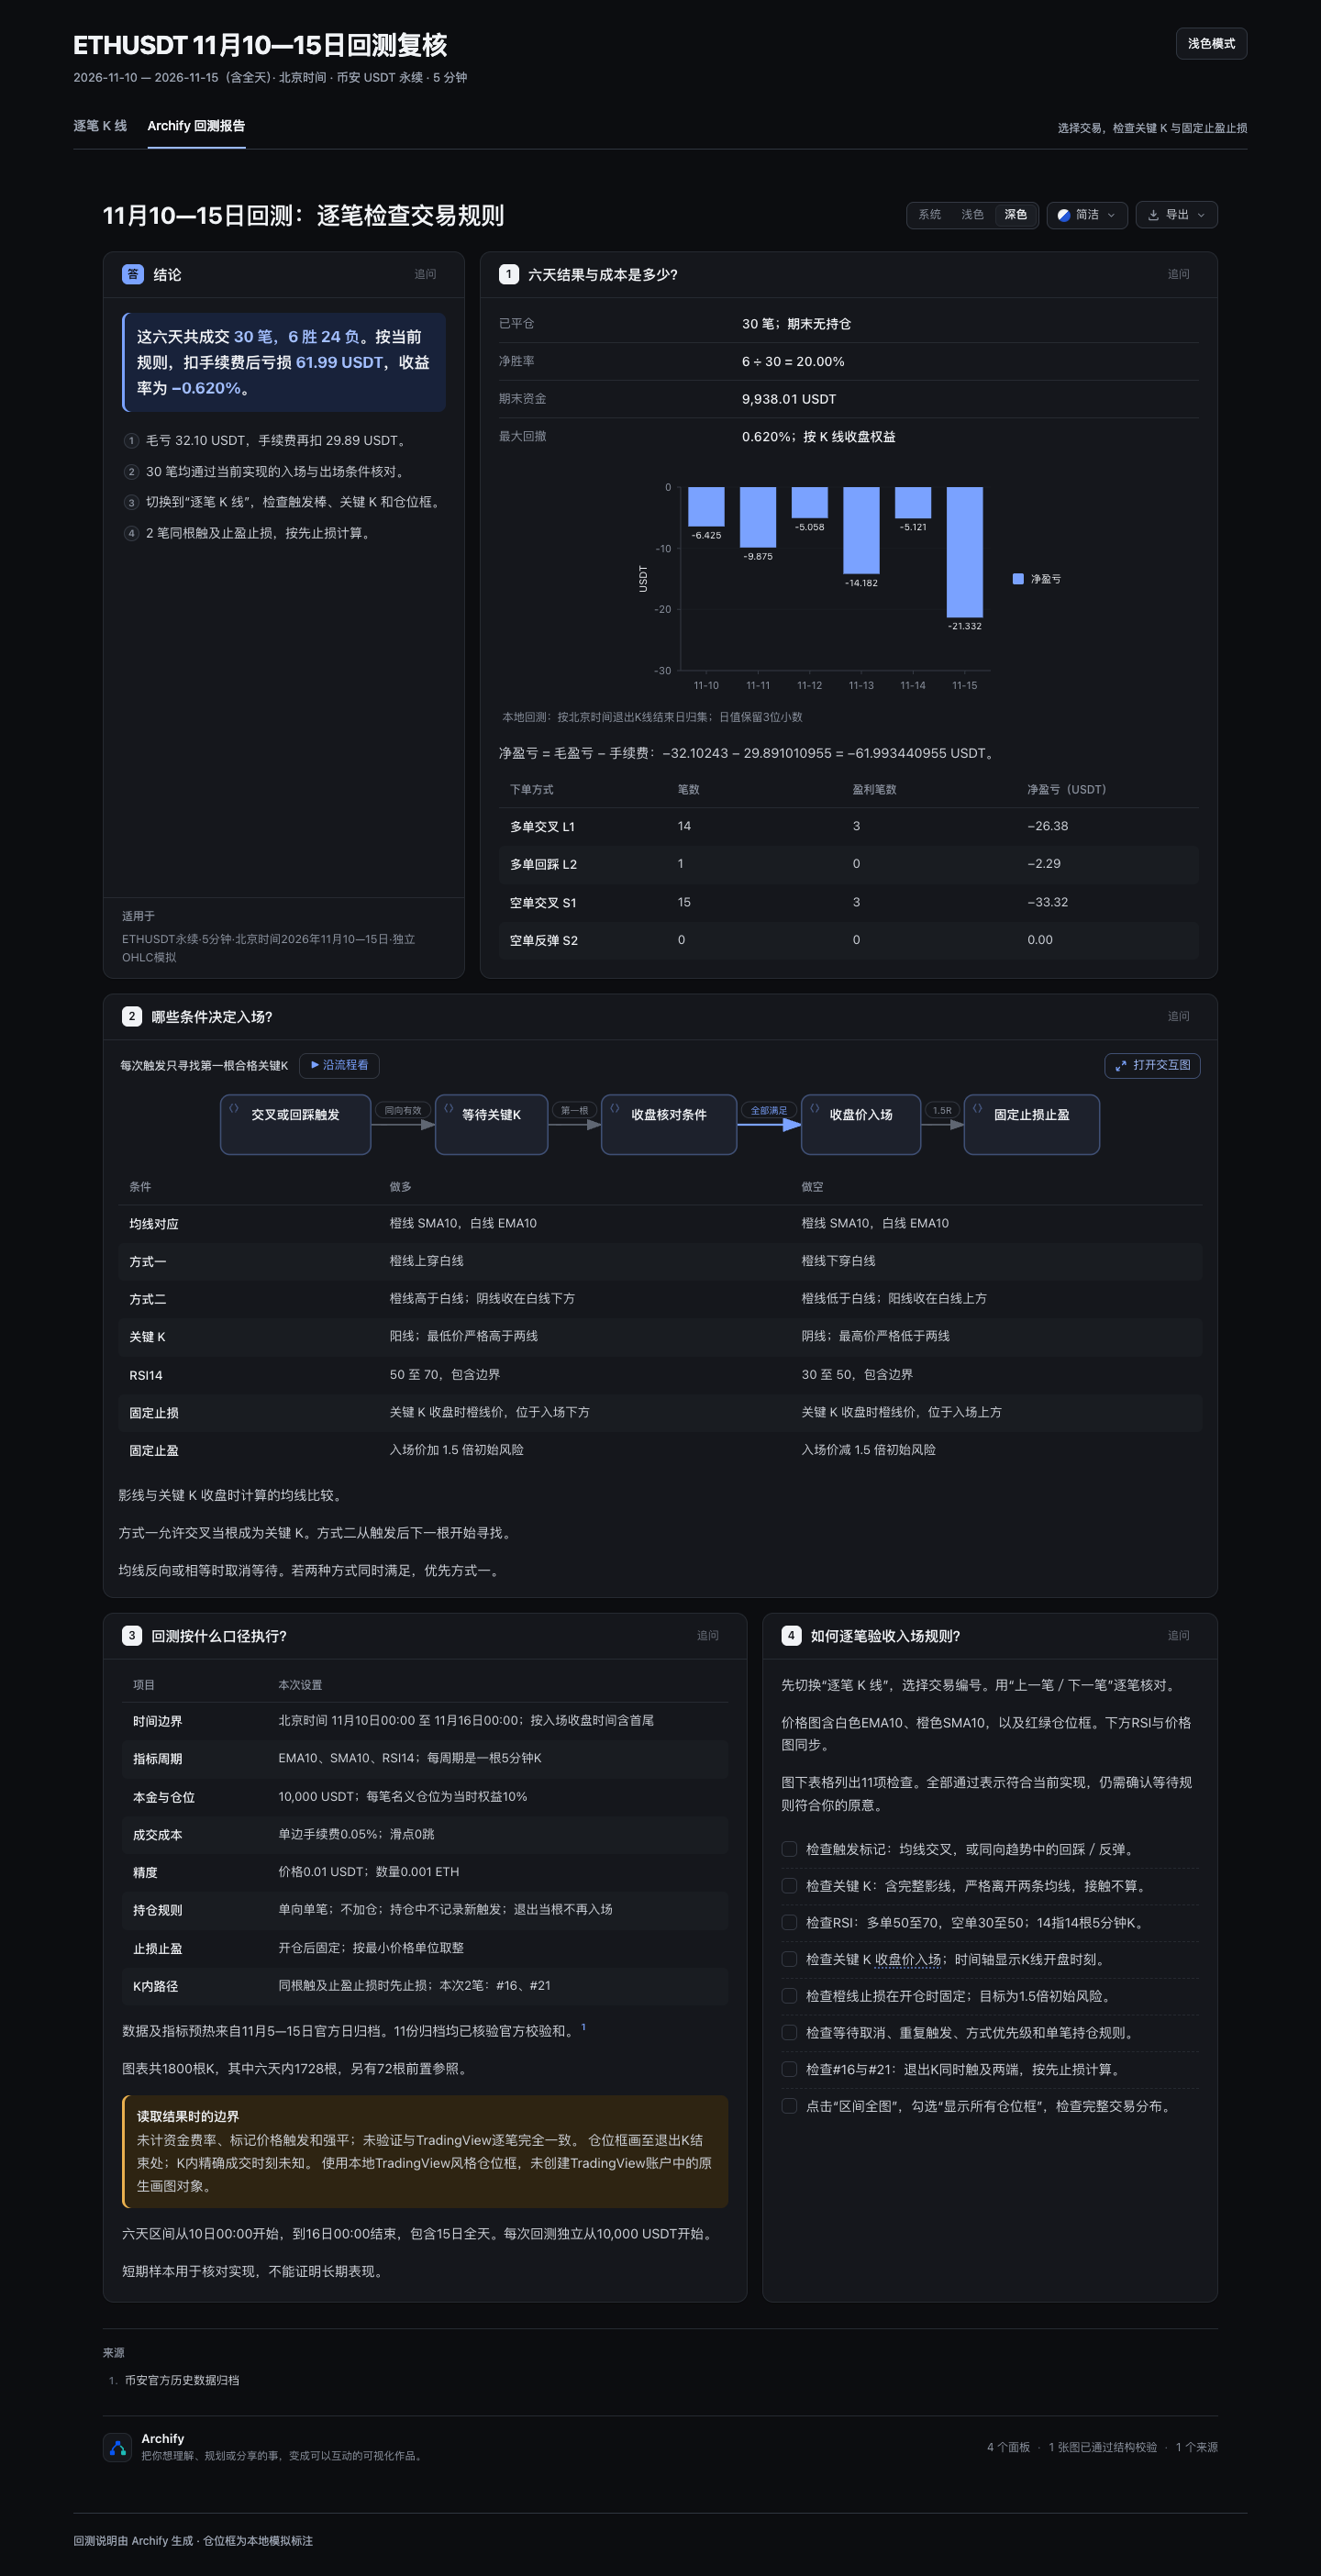 ETHUSDT 11月10—15日回测复核
浅色模式
2026-11-10 — 2026-11-15（含全天）· 北京时间 · 币安 USDT 永续 · 5 分钟
逐笔 K 线
Archify 回测报告
选择交易，检查关键 K 与固定止盈止损
11月10—15日回测：逐笔检查交易规则
系统 浅色 深色
简洁
导出
答 结论 追问
这六天共成交 30 笔，6 胜 24 负。按当前
规则，扣手续费后亏损 61.99 USDT，收益
率为 −0.620%。
1 毛亏 32.10 USDT，手续费再扣 29.89 USDT。
2 30 笔均通过当前实现的入场与出场条件核对。
3 切换到“逐笔 K 线”，检查触发棒、关键 K 和仓位框。
4 2 笔同根触及止盈止损，按先止损计算。
适用于
ETHUSDT永续·5分钟·北京时间2026年11月10—15日·独立
OHLC模拟
1 六天结果与成本是多少？ 追问
已平仓 30 笔；期末无持仓
净胜率 6 ÷ 30 = 20.00%
期末资金 9,938.01 USDT
最大回撤 0.620%；按 K 线收盘权益
0
-10
-20
-30
USDT
-6.425
-9.875
-5.058
-14.182
-5.121
-21.332
净盈亏
11-10 11-11 11-12 11-13 11-14 11-15
本地回测：按北京时间退出K线结束日归集；日值保留3位小数
净盈亏 = 毛盈亏 − 手续费：−32.10243 − 29.891010955 = −61.993440955 USDT。
下单方式 笔数 盈利笔数 净盈亏（USDT）
多单交叉 L1 14 3 −26.38
多单回踩 L2 1 0 −2.29
空单交叉 S1 15 3 −33.32
空单反弹 S2 0 0 0.00
2 哪些条件决定入场？ 追问
每次触发只寻找第一根合格关键K
沿流程看
打开交互图
交叉或回踩触发 同向有效 等待关键K 第一根 收盘核对条件 全部满足 收盘价入场 1.5R 固定止损止盈
条件 做多 做空
均线对应 橙线 SMA10，白线 EMA10 橙线 SMA10，白线 EMA10
方式一 橙线上穿白线 橙线下穿白线
方式二 橙线高于白线；阴线收在白线下方 橙线低于白线；阳线收在白线上方
关键 K 阳线；最低价严格高于两线 阴线；最高价严格低于两线
RSI14 50 至 70，包含边界 30 至 50，包含边界
固定止损 关键 K 收盘时橙线价，位于入场下方 关键 K 收盘时橙线价，位于入场上方
固定止盈 入场价加 1.5 倍初始风险 入场价减 1.5 倍初始风险
影线与关键 K 收盘时计算的均线比较。
方式一允许交叉当根成为关键 K。方式二从触发后下一根开始寻找。
均线反向或相等时取消等待。若两种方式同时满足，优先方式一。
3 回测按什么口径执行？ 追问
项目 本次设置
时间边界 北京时间 11月10日00:00 至 11月16日00:00；按入场收盘时间含首尾
指标周期 EMA10、SMA10、RSI14；每周期是一根5分钟K
本金与仓位 10,000 USDT；每笔名义仓位为当时权益10%
成交成本 单边手续费0.05%；滑点0跳
精度 价格0.01 USDT；数量0.001 ETH
持仓规则 单向单笔；不加仓；持仓中不记录新触发；退出当根不再入场
止损止盈 开仓后固定；按最小价格单位取整
K内路径 同根触及止盈止损时先止损；本次2笔：#16、#21
数据及指标预热来自11月5—15日官方日归档。11份归档均已核验官方校验和。 1
图表共1800根K，其中六天内1728根，另有72根前置参照。
读取结果时的边界
未计资金费率、标记价格触发和强平；未验证与TradingView逐笔完全一致。 仓位框画至退出K结
束处；K内精确成交时刻未知。 使用本地TradingView风格仓位框，未创建TradingView账户中的原
生画图对象。
六天区间从10日00:00开始，到16日00:00结束，包含15日全天。每次回测独立从10,000 USDT开始。
短期样本用于核对实现，不能证明长期表现。
4 如何逐笔验收入场规则？ 追问
先切换“逐笔 K 线”，选择交易编号。用“上一笔 / 下一笔”逐笔核对。
价格图含白色EMA10、橙色SMA10，以及红绿仓位框。下方RSI与价格
图同步。
图下表格列出11项检查。全部通过表示符合当前实现，仍需确认等待规
则符合你的原意。
检查触发标记：均线交叉，或同向趋势中的回踩 / 反弹。
检查关键 K：含完整影线，严格离开两条均线，接触不算。
检查RSI：多单50至70，空单30至50；14指14根5分钟K。
检查关键 K 收盘价入场；时间轴显示K线开盘时刻。
检查橙线止损在开仓时固定；目标为1.5倍初始风险。
检查等待取消、重复触发、方式优先级和单笔持仓规则。
检查#16与#21：退出K同时触及两端，按先止损计算。
点击“区间全图”，勾选“显示所有仓位框”，检查完整交易分布。
来源
1. 币安官方历史数据归档
Archify
把你想理解、规划或分享的事，变成可以互动的可视化作品。
4 个面板 · 1 张图已通过结构校验 · 1 个来源
回测说明由 Archify 生成 · 仓位框为本地模拟标注